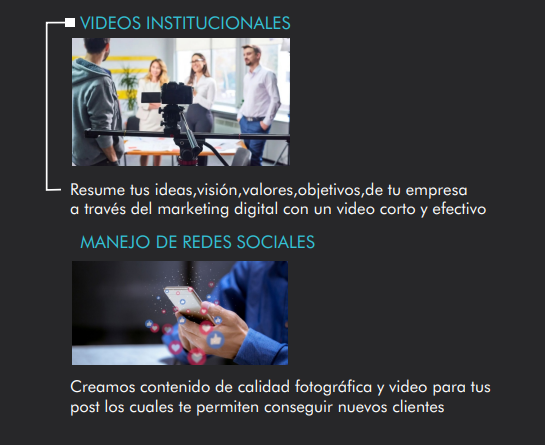 VIDEOS INSTITUCIONALES
Resume tus ideas,visión,valores,objetivos,de tu empresa
a través del marketing digital con un video corto y efectivo
MANEJO DE REDES SOCIALES
Creamos contenido de calidad fotográfica y video para tus
post los cuales te permiten conseguir nuevos clientes